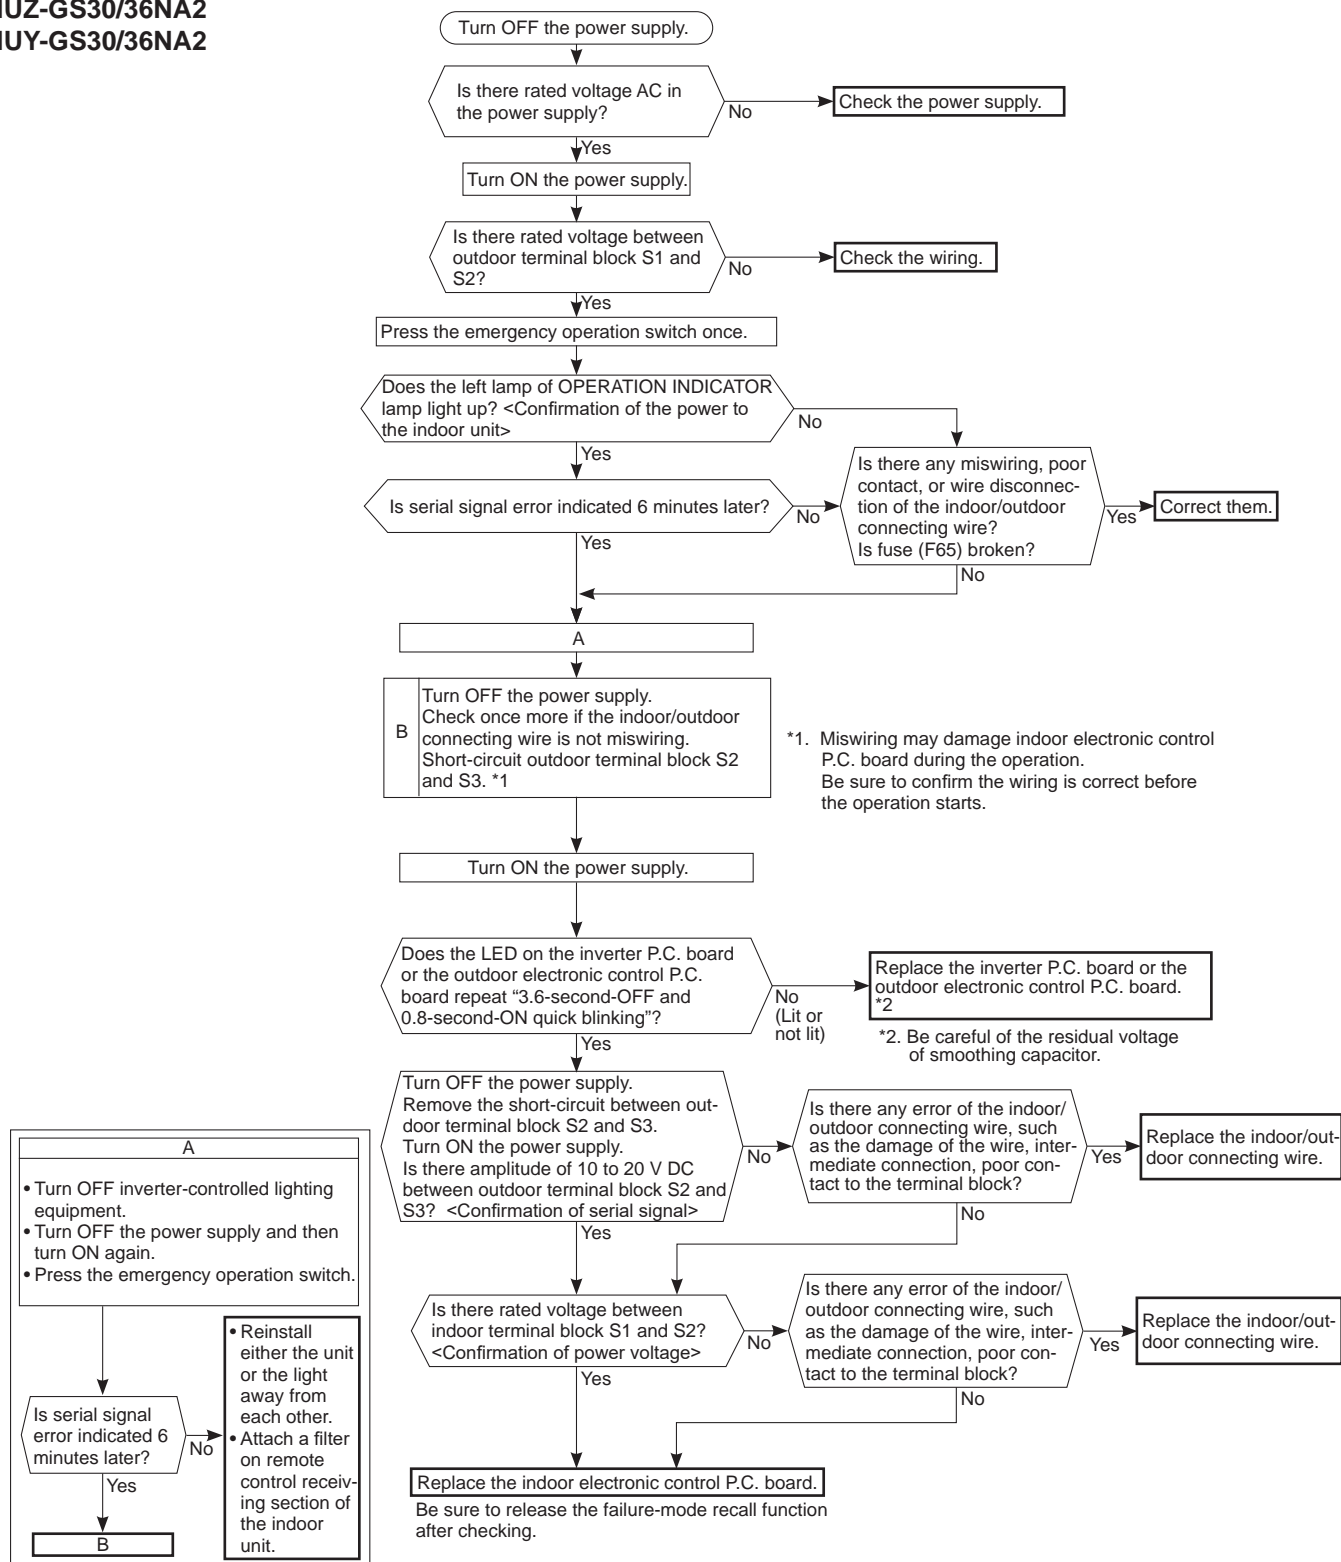 UZ-GS30/36NA2
UY-GS30/36NA2
Turn OFF the power supply.
Is there rated voltage AC in
the power supply?
No
Check the power supply.
Yes
Turn ON the power supply.
Is there rated voltage between
outdoor terminal block S1 and
S2?
No
Check the wiring.
Yes
Press the emergency operation switch once.
Does the left lamp of OPERATION INDICATOR
lamp light up? <Confirmation of the power to
the indoor unit>
No
Yes
Is serial signal error indicated 6 minutes later?
No
Is there any miswiring, poor
contact, or wire disconnec-
tion of the indoor/outdoor
connecting wire?
Is fuse (F65) broken?
Yes
Correct them.
Yes
No
A
B
Turn OFF the power supply.
Check once more if the indoor/outdoor
connecting wire is not miswiring.
Short-circuit outdoor terminal block S2
and S3. *1
*1. Miswiring may damage indoor electronic control
P.C. board during the operation.
Be sure to confirm the wiring is correct before
the operation starts.
Turn ON the power supply.
Does the LED on the inverter P.C. board
or the outdoor electronic control P.C.
board repeat “3.6-second-OFF and
0.8-second-ON quick blinking”?
No
(Lit or
not lit)
Replace the inverter P.C. board or the
outdoor electronic control P.C. board.
*2
*2. Be careful of the residual voltage
of smoothing capacitor.
Yes
Turn OFF the power supply.
Remove the short-circuit between out-
door terminal block S2 and S3.
Turn ON the power supply.
Is there amplitude of 10 to 20 V DC
between outdoor terminal block S2 and
S3? <Confirmation of serial signal>
No
Is there any error of the indoor/
outdoor connecting wire, such
as the damage of the wire, inter-
mediate connection, poor con-
tact to the terminal block?
Yes
Replace the indoor/out-
door connecting wire.
Yes
No
Is there rated voltage between
indoor terminal block S1 and S2?
<Confirmation of power voltage>
No
Is there any error of the indoor/
outdoor connecting wire, such
as the damage of the wire, inter-
mediate connection, poor con-
tact to the terminal block?
Yes
Replace the indoor/out-
door connecting wire.
Yes
No
Replace the indoor electronic control P.C. board.
Be sure to release the failure-mode recall function
after checking.
A
• Turn OFF inverter-controlled lighting
equipment.
• Turn OFF the power supply and then
turn ON again.
• Press the emergency operation switch.
Is serial signal
error indicated 6
minutes later?
No
• Reinstall
either the unit
or the light
away from
each other.
• Attach a filter
on remote
control receiv-
ing section of
the indoor
unit.
Yes
B